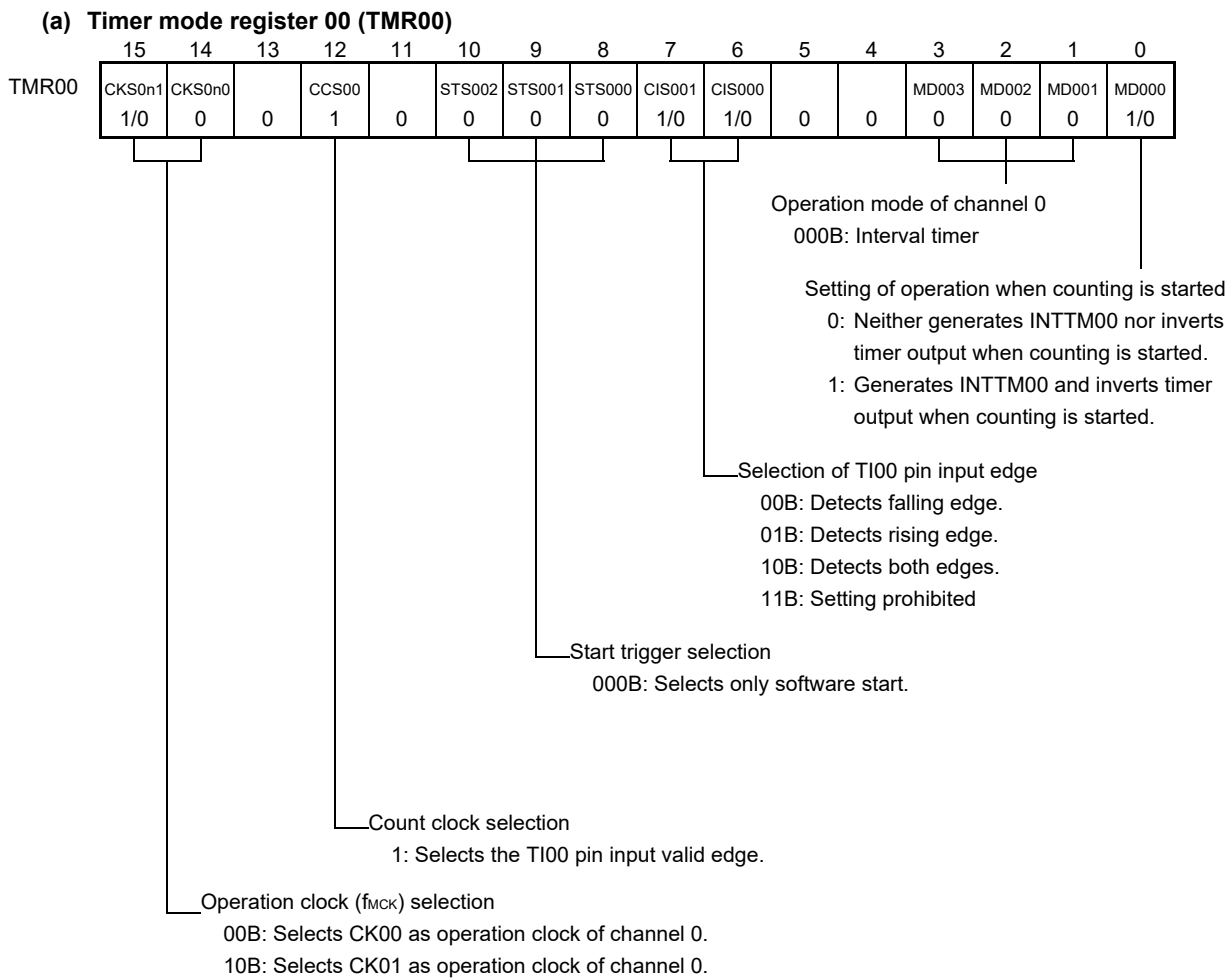 (a) Timer mode register 00 (TMR00)
15 14 13 12 11 10 9 8 7 6 5 4 3 2 1 0
TMR00 CKS0n1 CKS0n0 CCS00 STS002 STS001 STS000 CIS001 CIS000 MD003 MD002 MD001 MD000
1/0 0 0 1 0 0 0 0 1/0 1/0 0 0 0 0 0 1/0
Operation mode of channel 0
000B: Interval timer
Setting of operation when counting is started
0: Neither generates INTTM00 nor inverts
timer output when counting is started.
1: Generates INTTM00 and inverts timer
output when counting is started.
Selection of TI00 pin input edge
00B: Detects falling edge.
01B: Detects rising edge.
10B: Detects both edges.
11B: Setting prohibited
Start trigger selection
000B: Selects only software start.
Count clock selection
1: Selects the TI00 pin input valid edge.
Operation clock (fMCK) selection
00B: Selects CK00 as operation clock of channel 0.
10B: Selects CK01 as operation clock of channel 0.